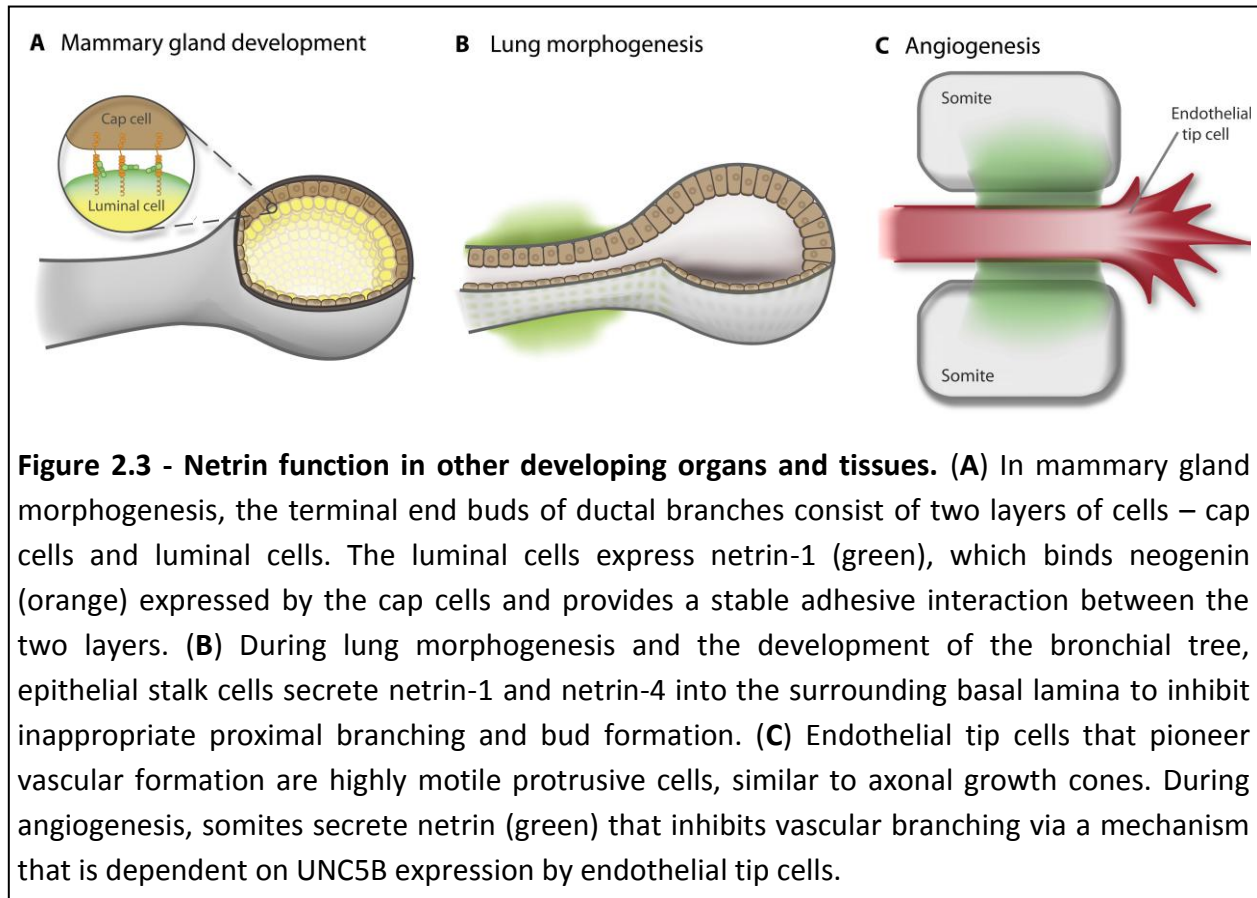 A Mammary gland development
B Lung morphogenesis
C Angiogenesis
Cap cell
Luminal cell
Somite
Endothelial
tip cell
Somite
Figure 2.3 - Netrin function in other developing organs and tissues. (A) In mammary gland
morphogenesis, the terminal end buds of ductal branches consist of two layers of cells – cap
cells and luminal cells. The luminal cells express netrin-1 (green), which binds neogenin
(orange) expressed by the cap cells and provides a stable adhesive interaction between the
two layers. (B) During lung morphogenesis and the development of the bronchial tree,
epithelial stalk cells secrete netrin-1 and netrin-4 into the surrounding basal lamina to inhibit
inappropriate proximal branching and bud formation. (C) Endothelial tip cells that pioneer
vascular formation are highly motile protrusive cells, similar to axonal growth cones. During
angiogenesis, somites secrete netrin (green) that inhibits vascular branching via a mechanism
that is dependent on UNC5B expression by endothelial tip cells.